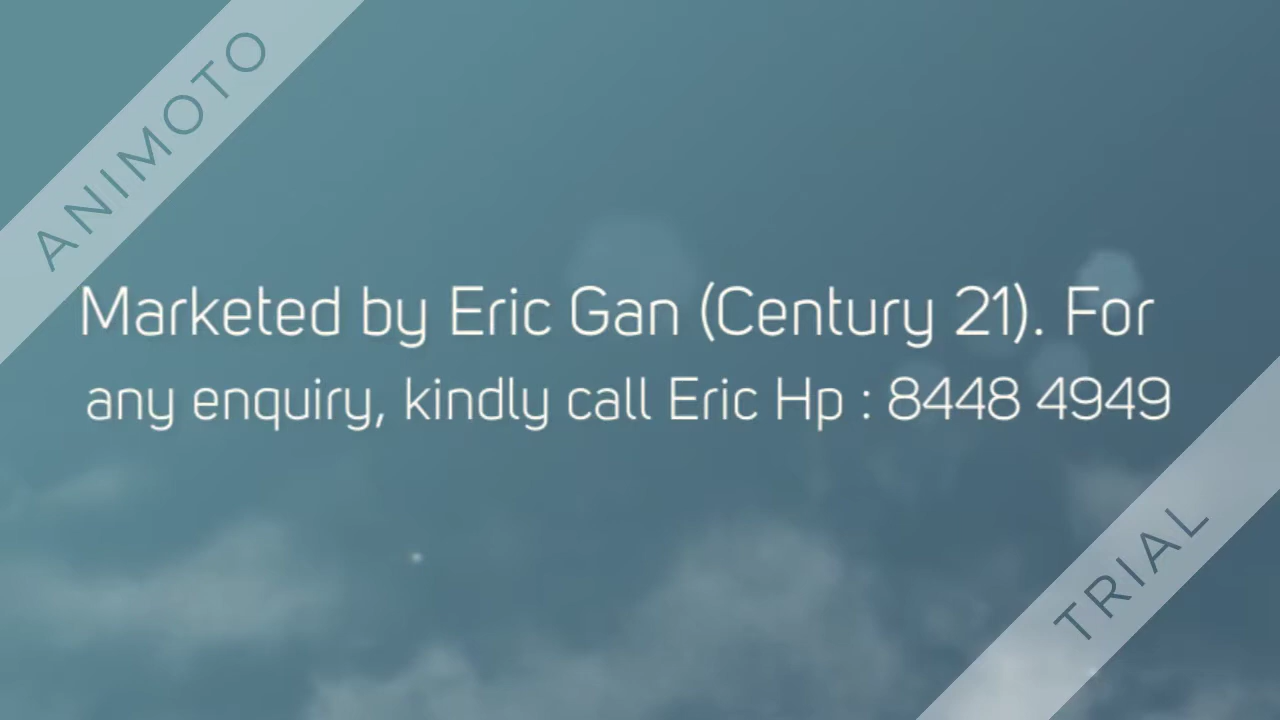 ANIMOTO
Marketed by Eric Gan (Century 21). For
any enquiry, kindly call Eric Hp : 8448 4949
TRIAL